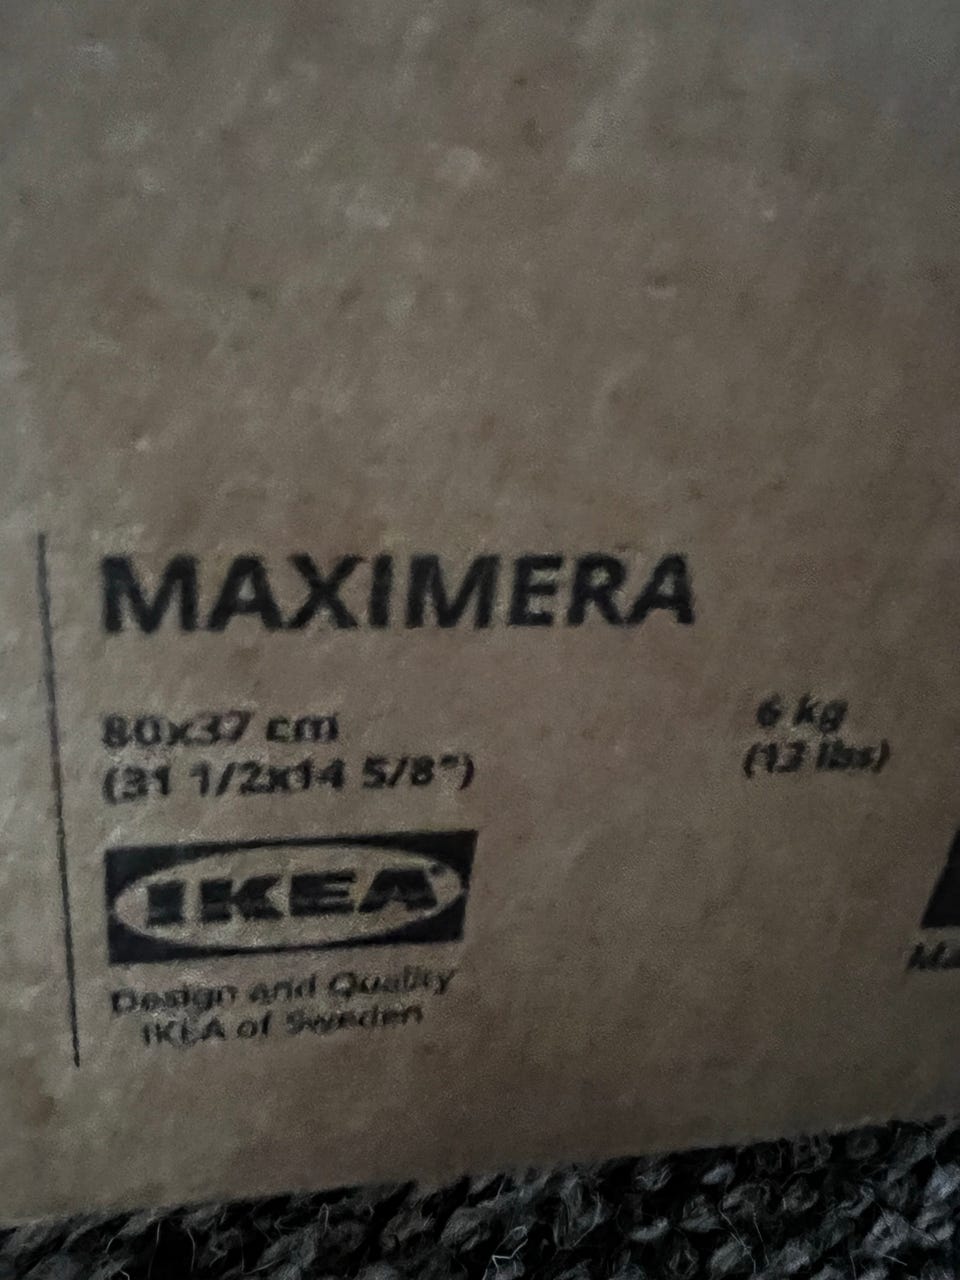 MAXIMERA
80x37 cm
(31 1/2x14 5/8")
6 kg
(13 lbs)
IKEA®
Design and Quality
IKEA of Sweden